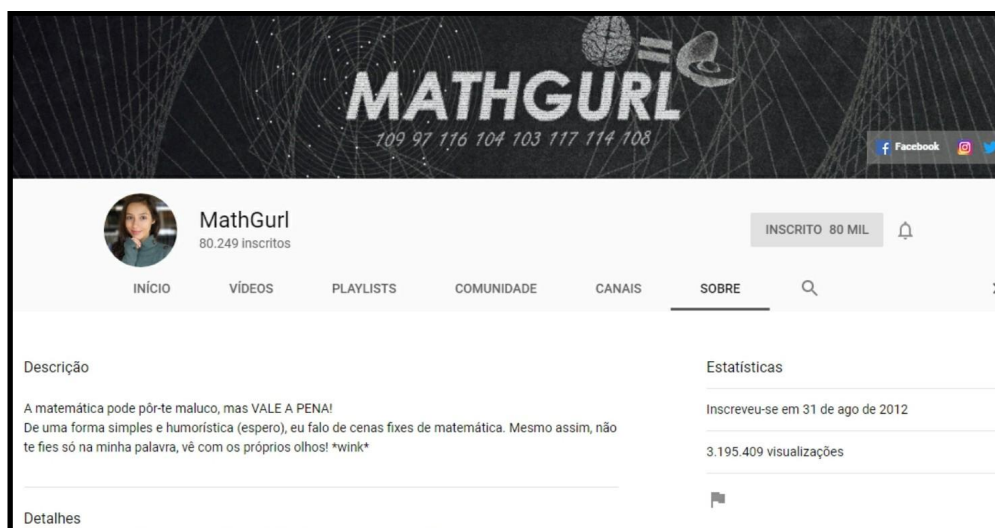 MATHGURL
109 97 116 104 103 117 114 108
Facebook
MathGurl
80.249 inscritos
INSCRITO 80 MIL
INÍCIO VÍDEOS PLAYLISTS COMUNIDADE CANAIS SOBRE
Descrição
A matemática pode pôr-te maluco, mas VALE A PENA!
De uma forma simples e humorística (espero), eu falo de cenas fixes de matemática. Mesmo assim, não
te fies só na minha palavra, vê com os próprios olhos! *wink*
Detalhes
Estatísticas
Inscreveu-se em 31 de ago de 2012
3.195.409 visualizações